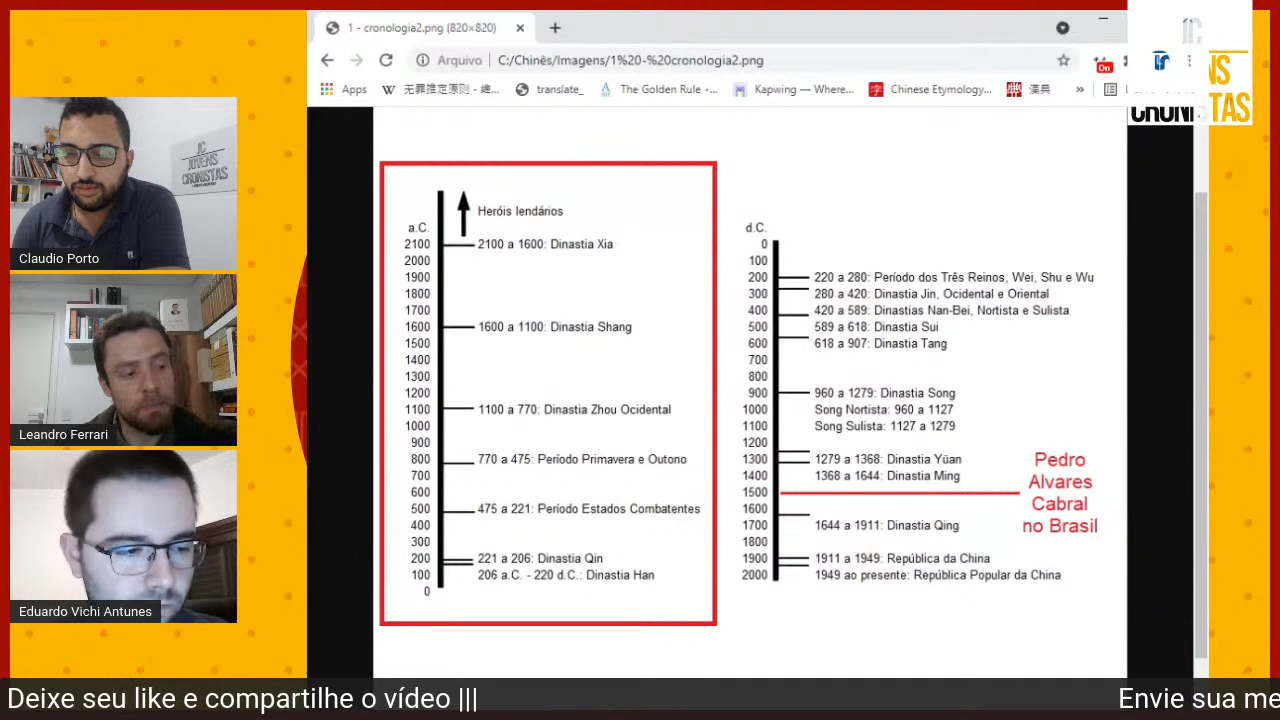 1 - cronologia2.png (820×820)
Arquivo
C:/Chinês/Imagens/1%20-%20cronologia2.png
On
Apps
无罪推定原则 - 維...
translate_
The Golden Rule -...
Kapwing — Where...
Chinese Etymology...
漢典
»
JC
NS
CRONISTAS
JC
JOVENS
CRONISTAS
Claudio Porto
Leandro Ferrari
Eduardo Vichi Antunes
Heróis lendários
a.C.
2100
2100 a 1600: Dinastia Xia
2000
1900
1800
1700
1600
1600 a 1100: Dinastia Shang
1500
1400
1300
1200
1100
1100 a 770: Dinastia Zhou Ocidental
1000
900
800
770 a 475: Período Primavera e Outono
700
600
500
475 a 221: Período Estados Combatentes
400
300
200
221 a 206: Dinastia Qin
100
206 a.C. - 220 d.C.: Dinastia Han
0
d.C.
0
100
200
220 a 280: Período dos Três Reinos, Wei, Shu e Wu
300
280 a 420: Dinastia Jin, Ocidental e Oriental
400
420 a 589: Dinastias Nan-Bei, Nortista e Sulista
500
589 a 618: Dinastia Sui
600
618 a 907: Dinastia Tang
700
800
900
960 a 1279: Dinastia Song
1000
Song Nortista: 960 a 1127
1100
Song Sulista: 1127 a 1279
1200
1300
1279 a 1368: Dinastia Yüan
1400
1368 a 1644: Dinastia Ming
1500
1600
1700
1644 a 1911: Dinastia Qing
1800
1900
1911 a 1949: República da China
2000
1949 ao presente: República Popular da China
Pedro
Alvares
Cabral
no Brasil
Deixe seu like e compartilhe o vídeo |||
Envie sua me